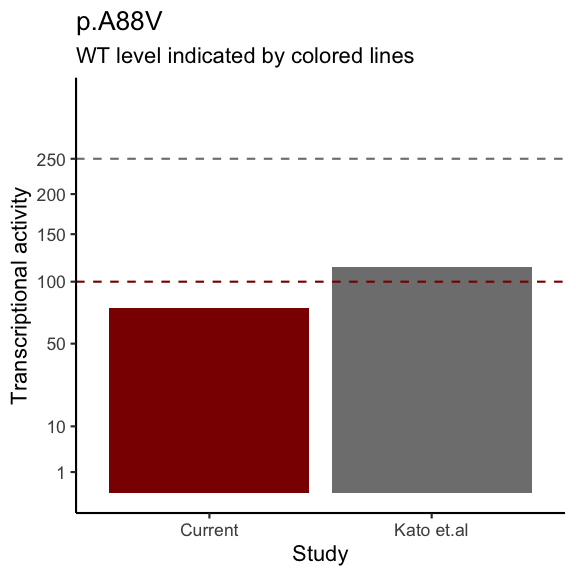 p.A88V
WT level indicated by colored lines
Transcriptional activity
250
200
150
100
50
10
1
Current
Kato et.al
Study